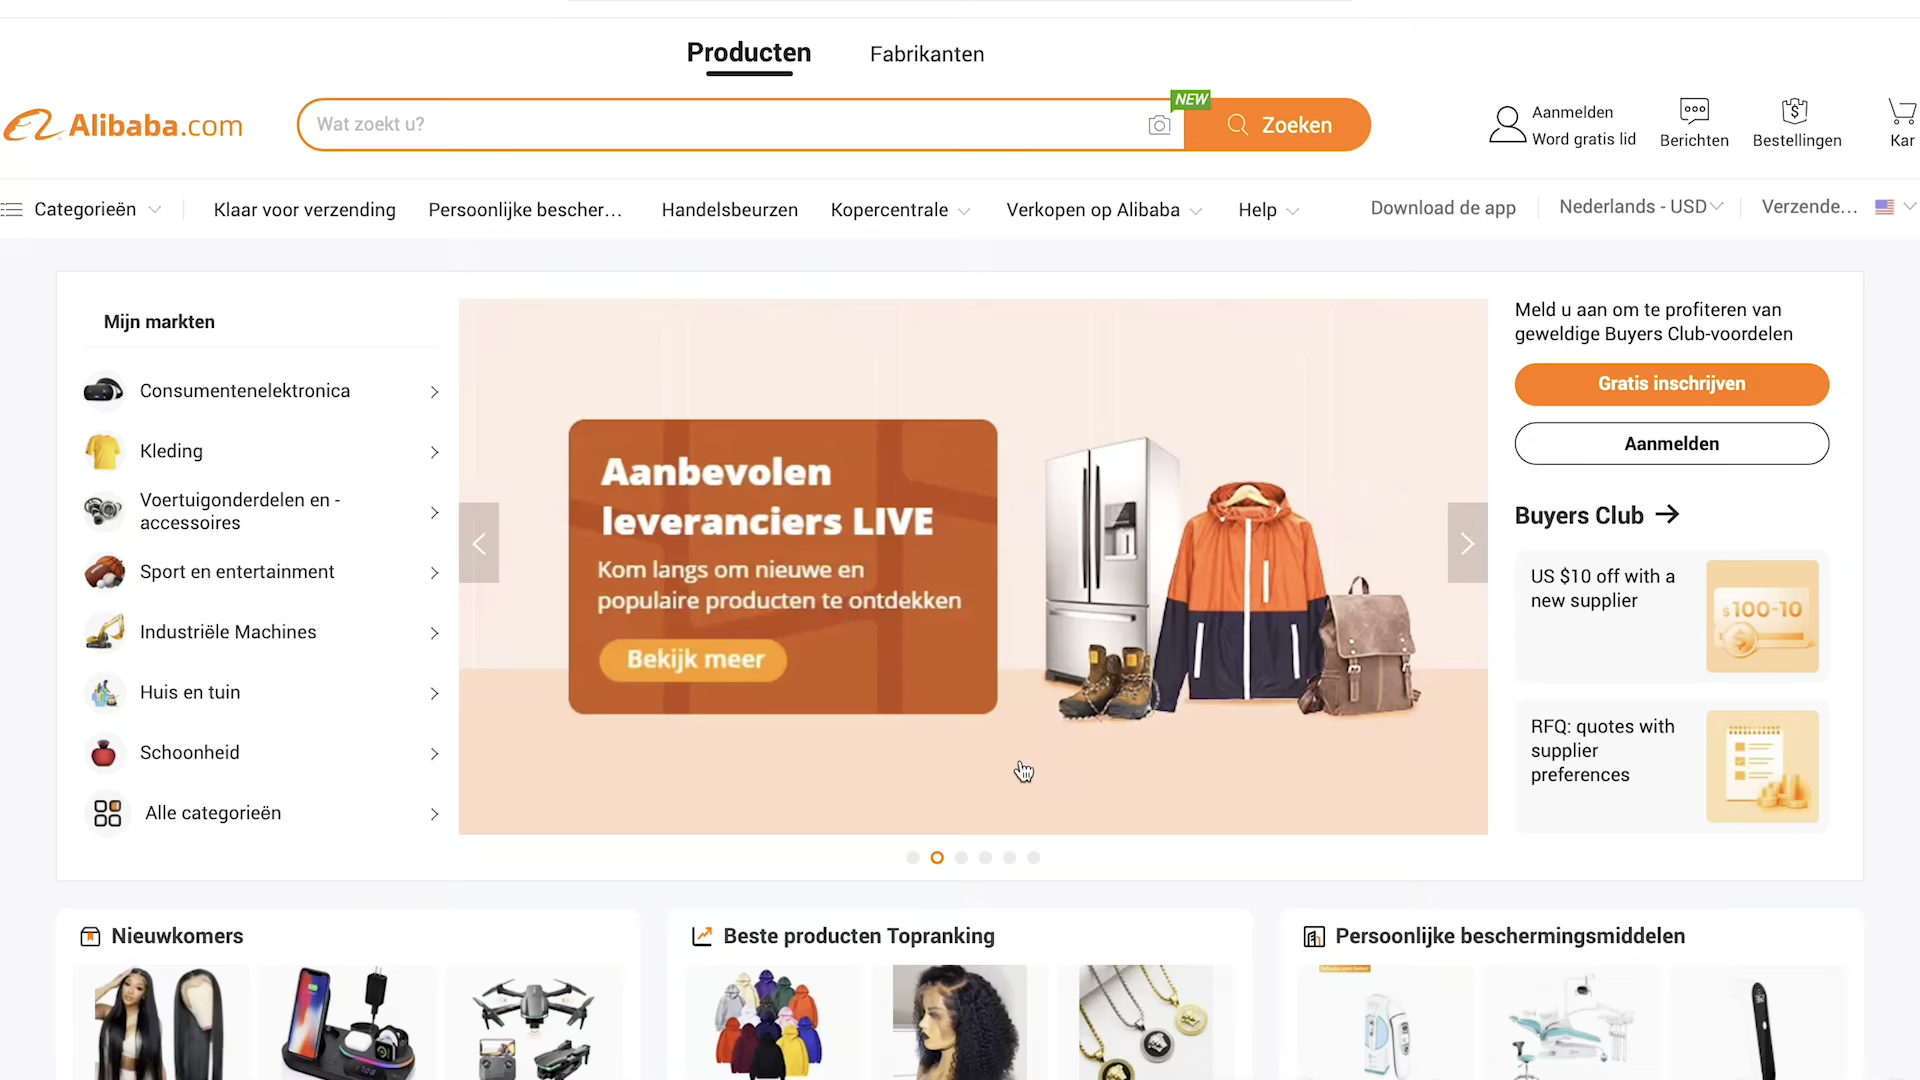 Producten
Fabrikanten
Alibaba.com
Wat zoekt u?
NEW
Zoeken
Aanmelden
Word gratis lid
Berichten
Bestellingen
Kar
Categorieën
Klaar voor verzending
Persoonlijke bescher...
Handelsbeurzen
Kopercentrale
Verkopen op Alibaba
Help
Download de app
Nederlands - USD
Verzende...
Mijn markten
Consumentenelektronica
Kleding
Voertuigonderdelen en -
accessoires
Sport en entertainment
Industriële Machines
Huis en tuin
Schoonheid
Alle categorieën
Aanbevolen
leveranciers LIVE
Kom langs om nieuwe en
populaire producten te ontdekken
Bekijk meer
Meld u aan om te profiteren van
geweldige Buyers Club-voordelen
Gratis inschrijven
Aanmelden
Buyers Club
US $10 off with a
new supplier
$100-10
RFQ: quotes with
supplier
preferences
Nieuwkomers
Beste producten Topranking
Persoonlijke beschermingsmiddelen